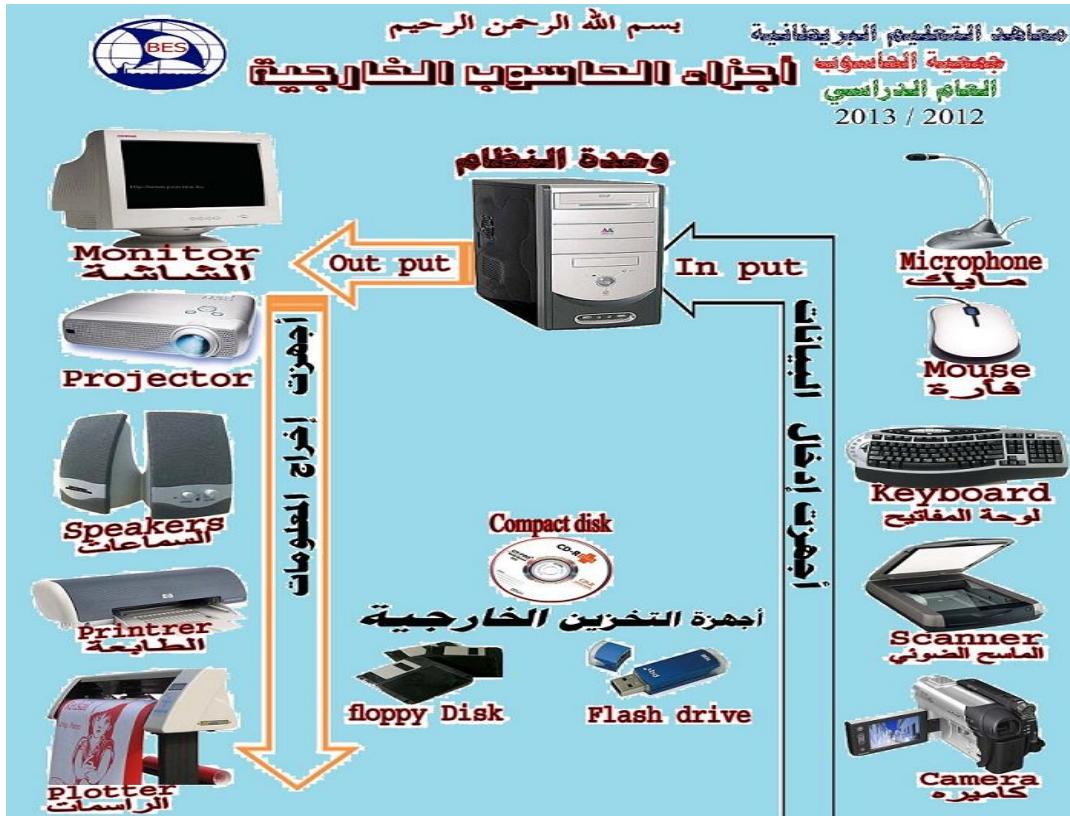 بسم الله الرحمن الرحيم
معاهد التعليم البريطانية
جمعية الحاسوب
العام الدراسي
2013 / 2012
BES
أجزاء الحاسوب الخارجية
وحدة النظام
Monitor
الشاشة
Out put
In put
Microphone
مايك
Projector
Mouse
فأرة
أجهزت إخراج المعلومات
أجهزت إدخال البيانات
Speakers
السماعات
Keyboard
لوحة المفاتيح
Compact disk
CD-R
أجهزة التخزين الخارجية
Printrer
الطابعة
Scanner
الماسح الضوئي
floppy Disk
Flash drive
Plotter
الراسمات
Camera
كاميره